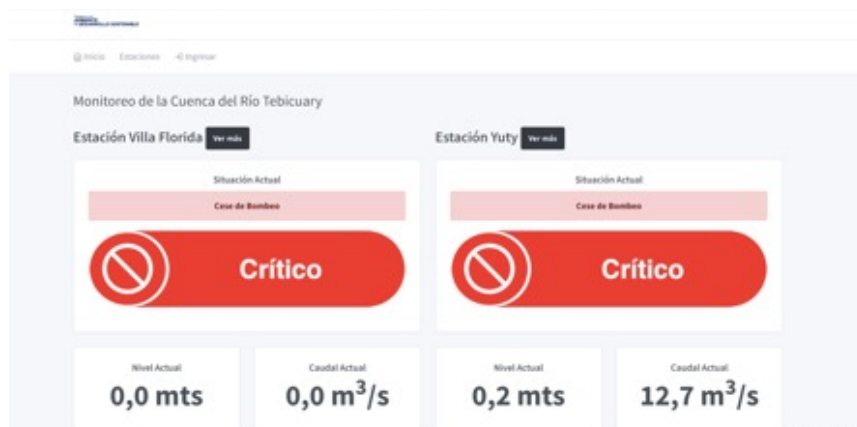 Inicio Estaciones Ingresar
Monitoreo de la Cuenca del Río Tebicuary
Estación Villa Florida Ver más
Situación Actual
Cese de Bombeo
Crítico
Nivel Actual
0,0 mts
Caudal Actual
0,0 m³/s
Estación Yuty Ver más
Situación Actual
Cese de Bombeo
Crítico
Nivel Actual
0,2 mts
Caudal Actual
12,7 m³/s